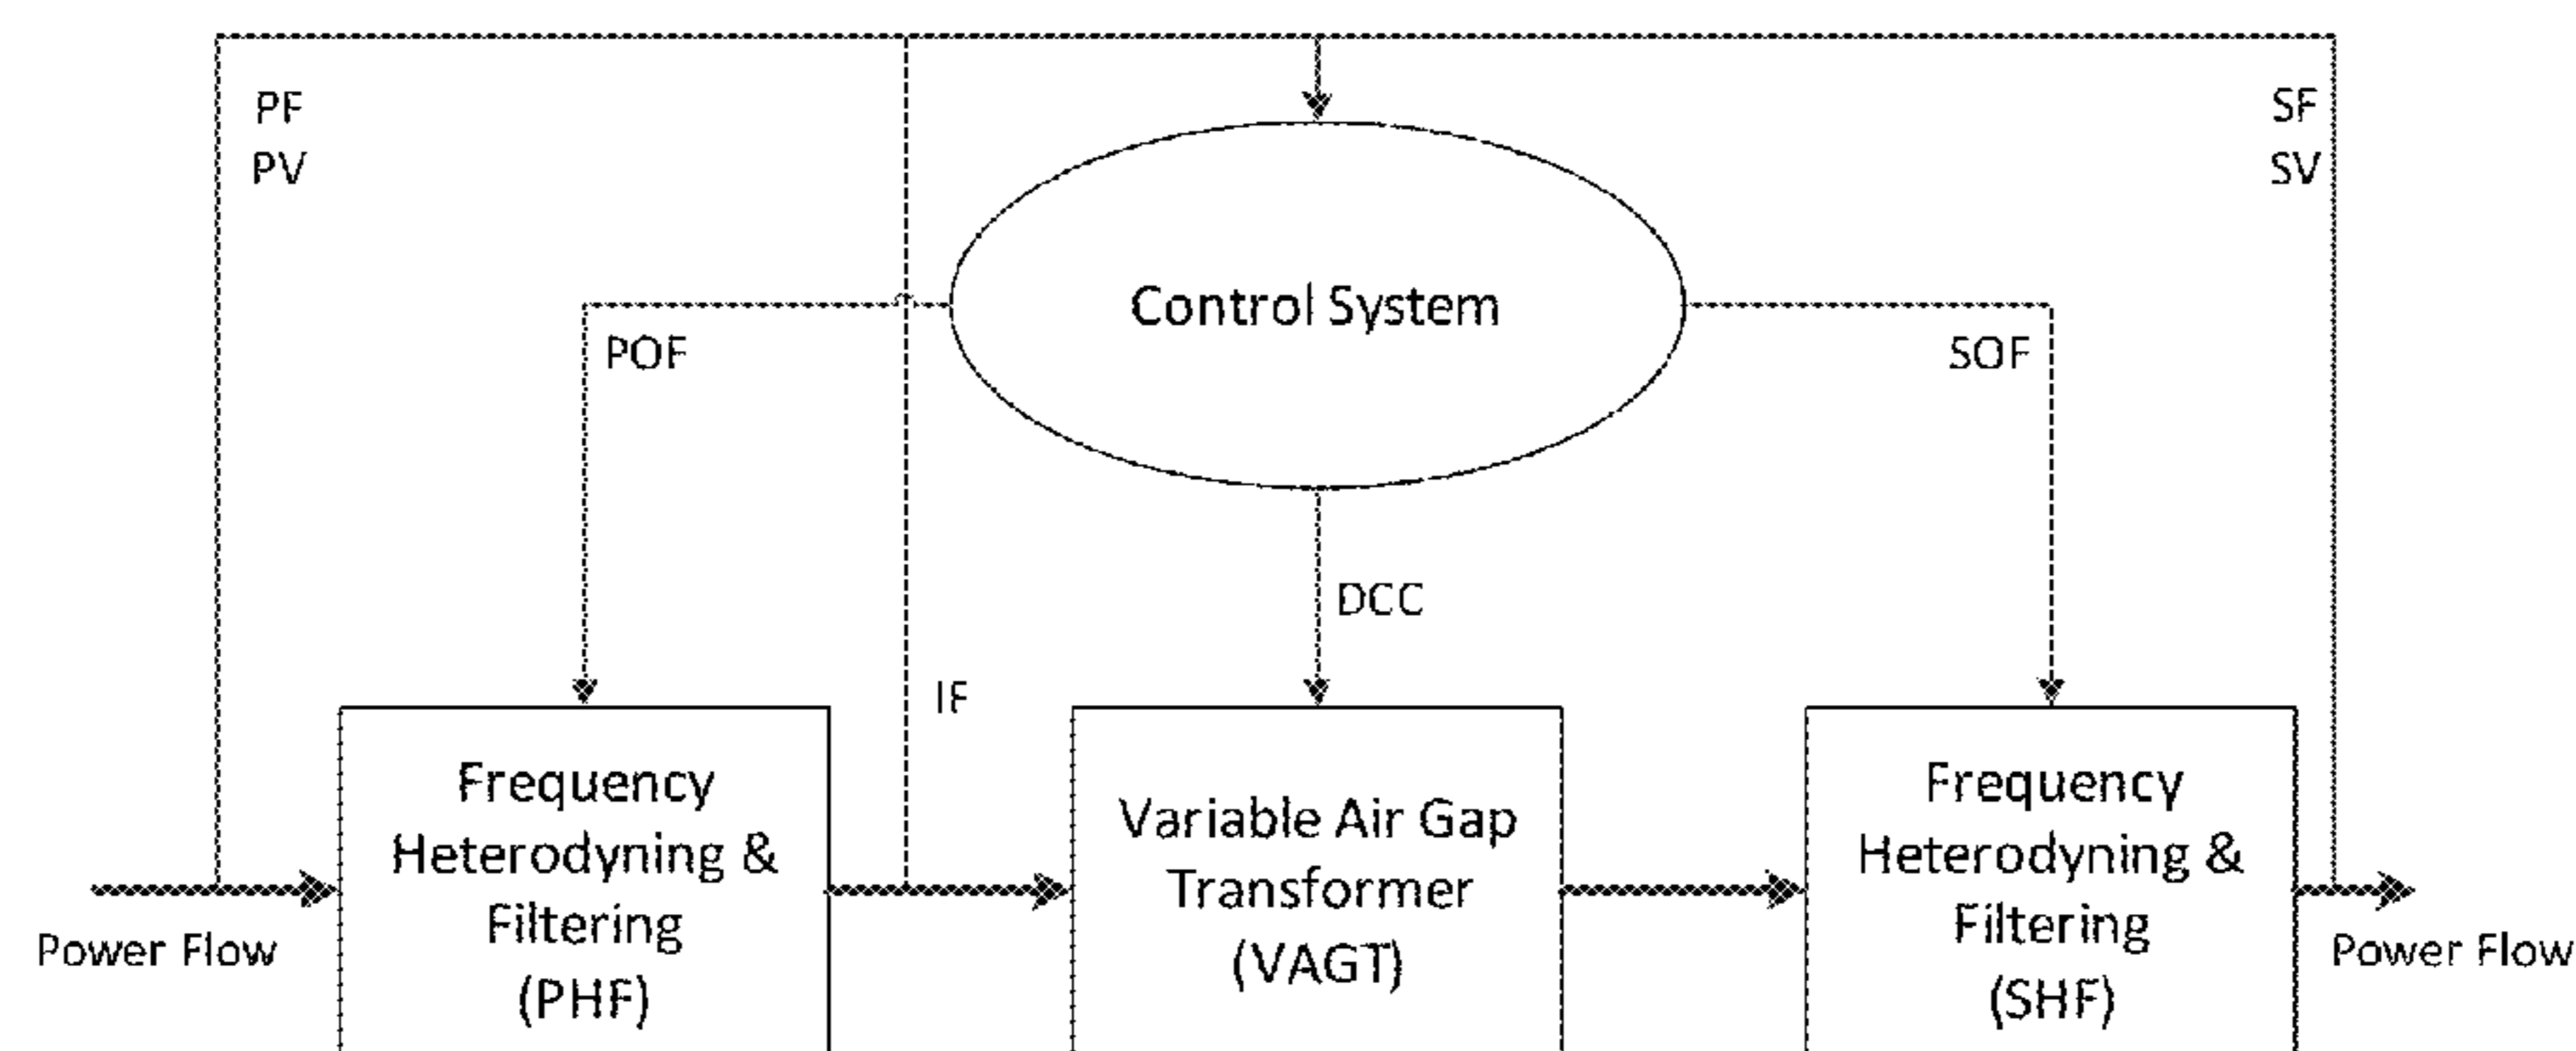 PF
PV
SF
SV
Control System
POF
SOF
DCC
IF
Frequency
Heterodyning &
Filtering
(PHF)
Variable Air Gap
Transformer
(VAGT)
Frequency
Heterodyning &
Filtering
(SHF)
Power Flow
Power Flow